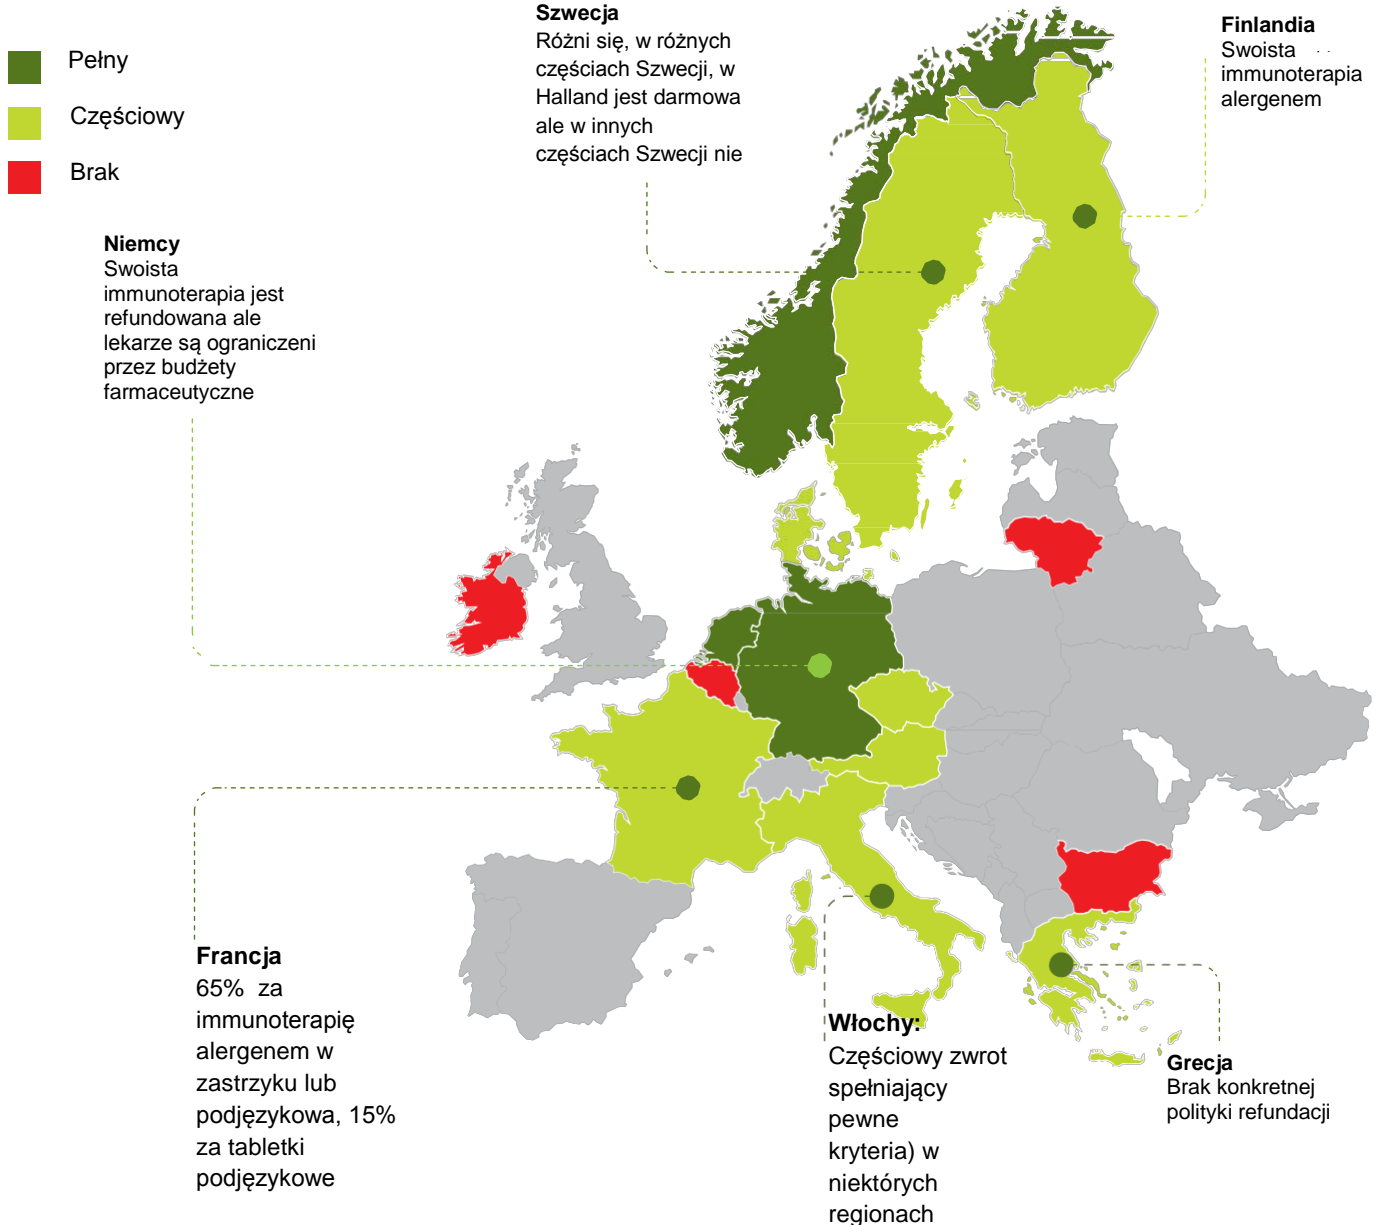 Pełny
Częściowy
Brak
Szwecja
Różni się, w różnych
częściach Szwecji, w
Halland jest darmowa
ale w innych
częściach Szwecji nie
Finlandia
Swoista
immunoterapia
alergenem
Niemcy
Swoista
immunoterapia jest
refundowana ale
lekarze są ograniczeni
przez budżety
farmaceutyczne
Francja
65% za
immunoterapię
alergenem w
zastrzyku lub
podjęzykowa, 15%
za tabletki
podjęzykowe
Włochy:
Częściowy zwrot
spełniający
pewne
kryteria) w
niektórych
regionach
Grecja
Brak konkretnej
polityki refundacji